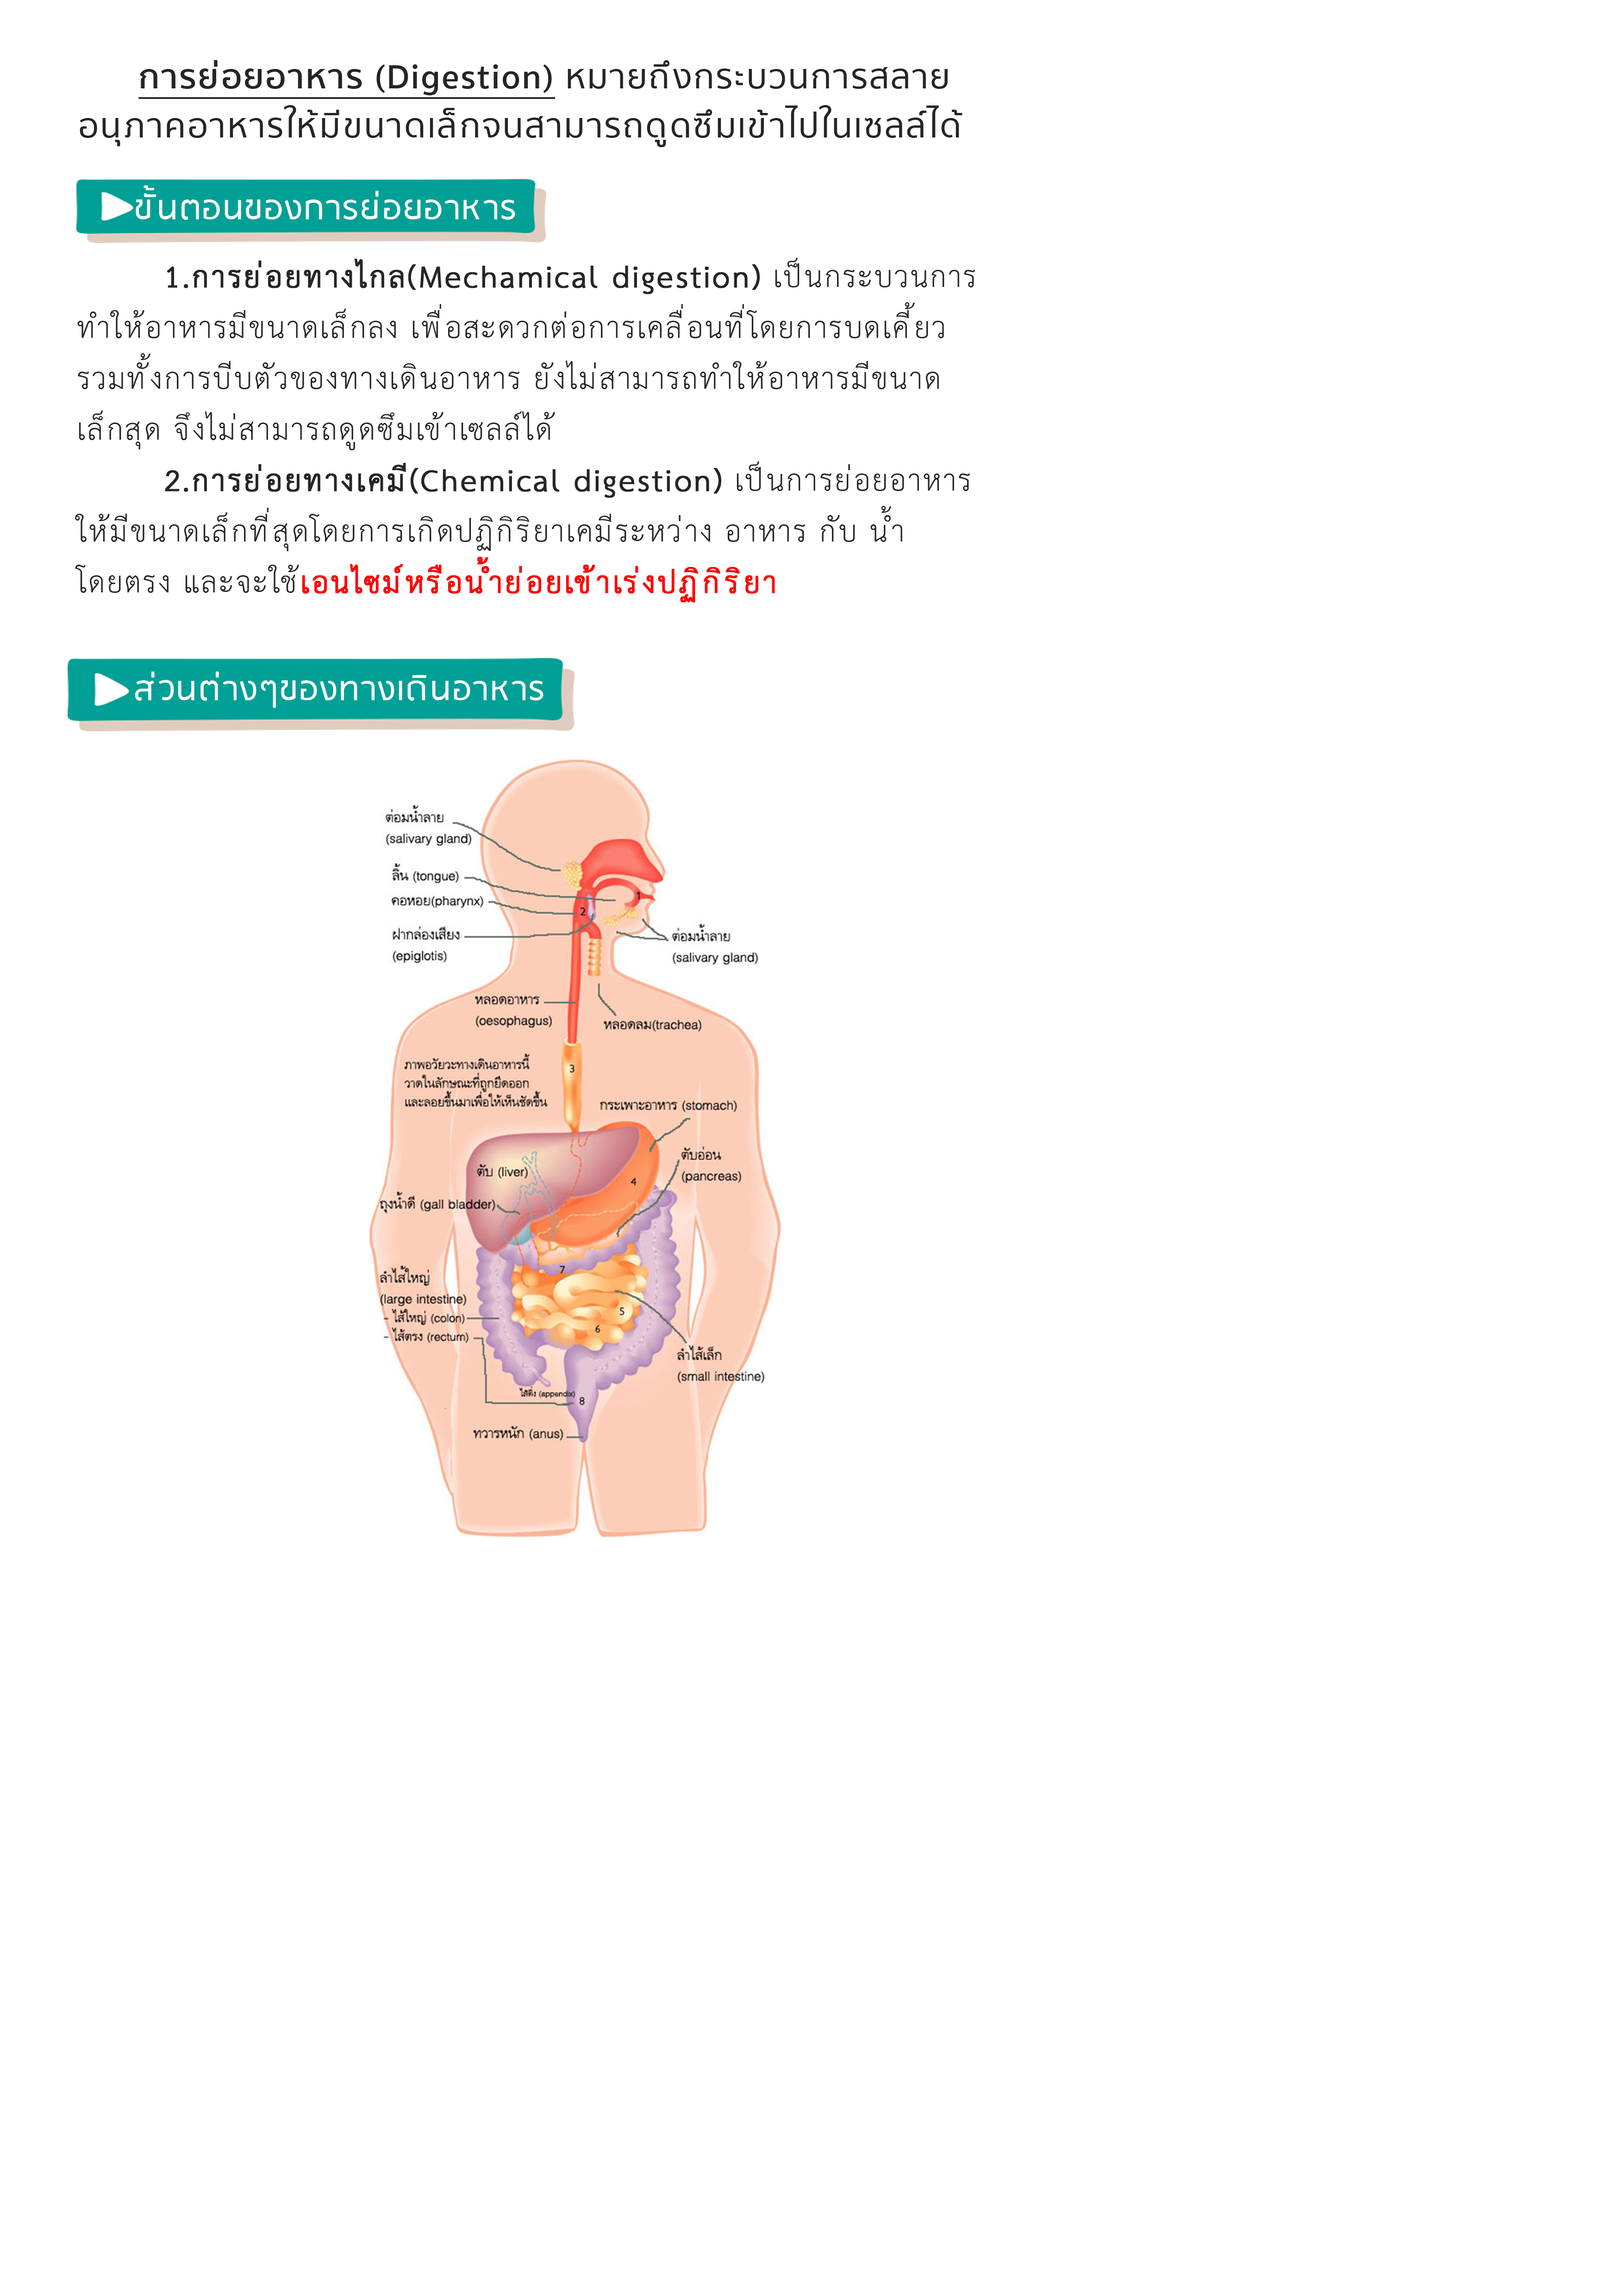 การย่อยอาหาร (Digestion) หมายถึงกระบวนการสลาย
อนุภาคอาหารให้มีขนาดเล็กจนสามารถดูดซึมเข้าไปในเซลล์ได้
ขั้นตอนของการย่อยอาหาร
1.การย่อยทางไกล(Mechamical digestion) เป็นกระบวนการ
ทำให้อาหารมีขนาดเล็กลง เพื่อสะดวกต่อการเคลื่อนที่โดยการบดเคี้ยว
รวมทั้งการบีบตัวของทางเดินอาหาร ยังไม่สามารถทำให้อาหารมีขนาด
เล็กสุด จึงไม่สามารถดูดซึมเข้าเซลล์ได้
2.การย่อยทางเคมี(Chemical digestion) เป็นการย่อยอาหาร
ให้มีขนาดเล็กที่สุดโดยการเกิดปฏิกิริยาเคมีระหว่าง อาหาร กับ น้ำ
โดยตรง และจะใช้เอนไซม์หรือน้ำย่อยเข้าเร่งปฏิกิริยา
ส่วนต่างๆของทางเดินอาหาร
ต่อมน้ำลาย
(salivary gland)
ลิ้น (tongue)
1
คอหอย(pharynx)
2
ฝากล่องเสียง
(epiglotis)
ต่อมน้ำลาย
(salivary gland)
หลอดอาหาร
(oesophagus)
หลอดลม(trachea)
ภาพอวัยวะทางเดินอาหารนี้
วาดในลักษณะที่ถูกยืดออก
และลอยขึ้นมาเพื่อให้เห็นชัดขึ้น
3
กระเพาะอาหาร (stomach)
ตับอ่อน
(pancreas)
ตับ (liver)
4
ถุงน้ำดี (gall bladder)
7
ลำไส้ใหญ่
(large intestine)
- ไส้ใหญ่ (colon)
- ไส้ตรง (rectum)
5
6
ลำไส้เล็ก
(small intestine)
ไส้ติ่ง (appendix)
8
ทวารหนัก (anus)